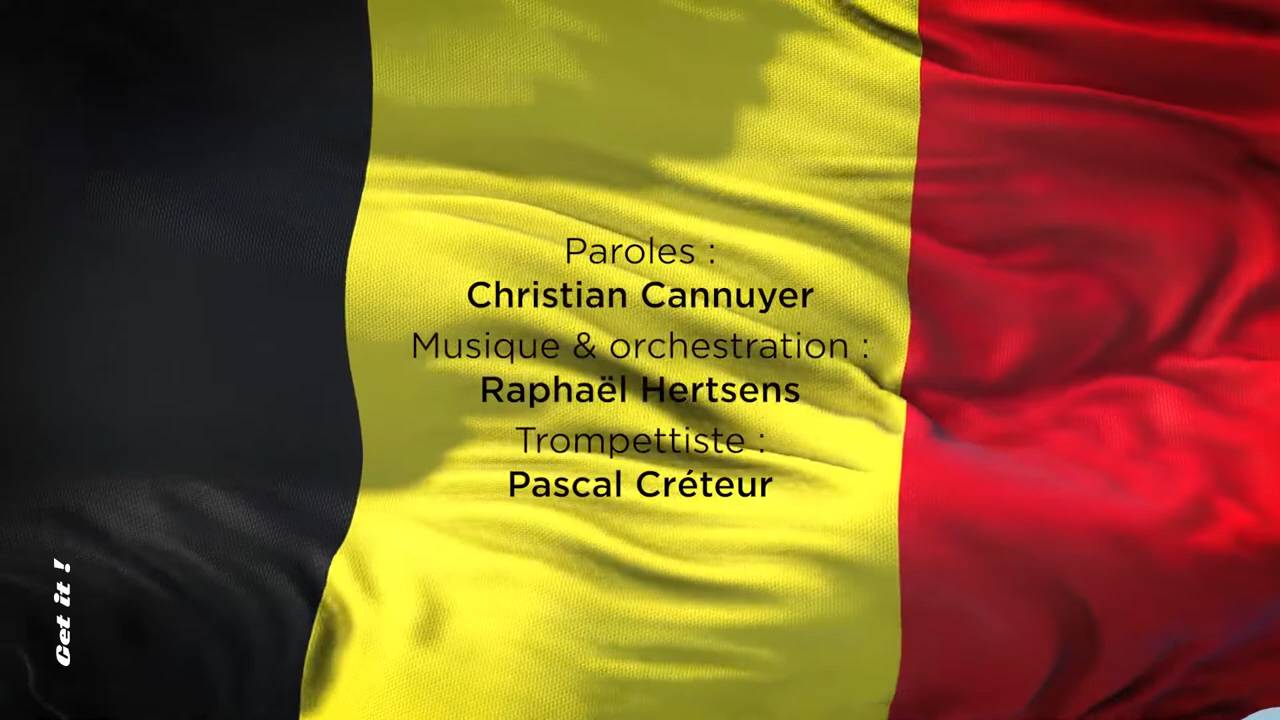 Paroles :
Christian Cannuyer
Musique & orchestration :
Raphaël Hertsens
Trompettiste :
Pascal Créteur
Get it !